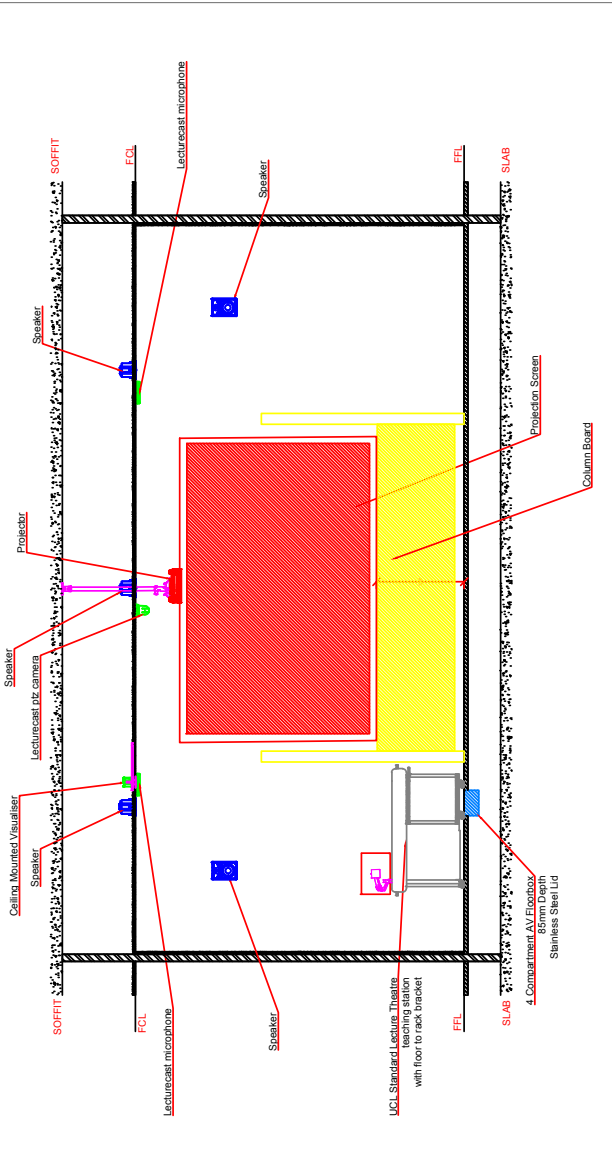 SOFFIT
FCL
Lecturecast microphone
Speaker
FFL
SLAB
Speaker
Projector
Speaker
Lecturecast ptz camera
Ceiling Mounted Visualiser
Speaker
Projection Screen
Column Board
SOFFIT
FCL
Lecturecast microphone
Speaker
UCL Standard Lecture Theatre
teaching station
with floor to rack bracket
FFL
SLAB
4 Compartment AV Floorbox
85mm Depth
Stainless Steel Lid